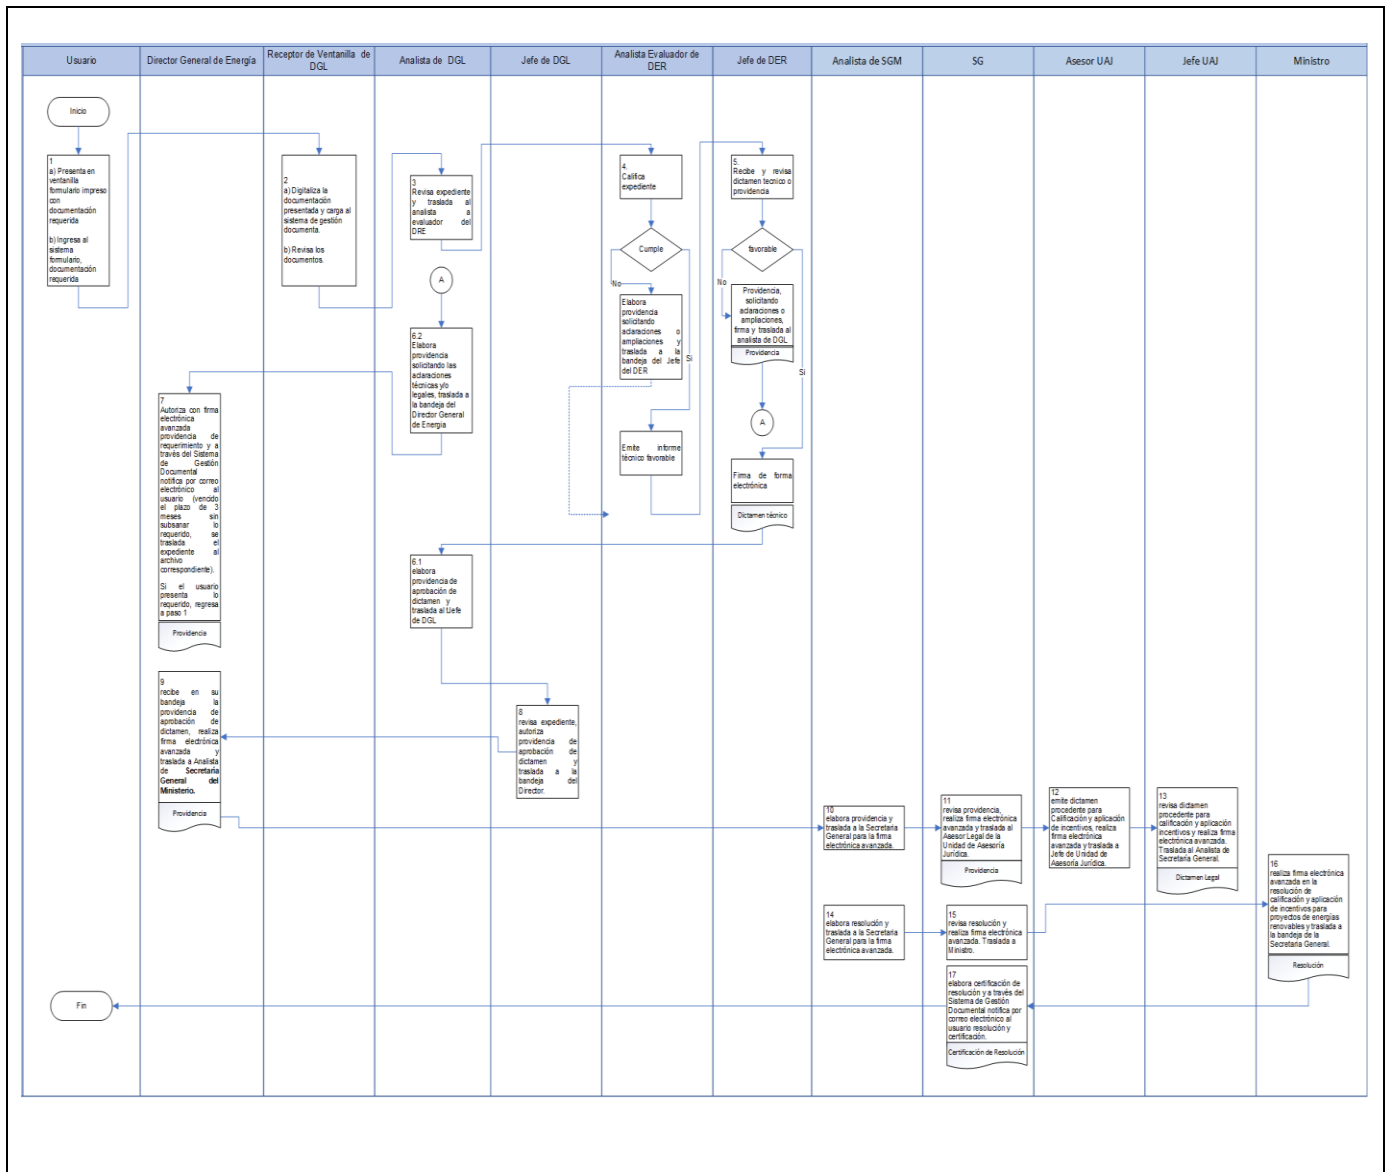 Usuario
Director General de Energía
Receptor de Ventanilla de
DGL
Analista de DGL
Jefe de DGL
Analista Evaluador de
DER
Jefe de DER
Analista de SGM
SG
Asesor UAJ
Jefe UAJ
Ministro
Inicio
1
a) Presenta en
ventanilla
formulario impreso
con
documentación
requerida
b) Ingresa al
sistema
formulario,
documentación
requerida
2
a) Digitaliza la
documentación
presentada y carga al
sistema de gestión
documenta.
b) Revisa los
documentos.
3
Revisa expediente
y traslada al
analista a
evaluador del
DRE
4.
Califica
expediente
Cumple
No
Si
Elabora
providencia
solicitando
aclaraciones o
ampliaciones y
traslada a la
bandeja del Jefe
del DER
Emite informe
técnico favorable
5.
Recibe y revisa
dictamen tecnico o
providencia
favorable
No
Si
Providencia,
solicitando
aclaraciones o
ampliaciones,
firma y traslada al
analista de DGL
Providencia
A
Firma de forma
electrónica
Dictamen técnico
A
6.2
Elabora
providencia
solicitando las
aclaraciones
técnicas y/o
legales, traslada a
la bandeja del
Director General
de Energia
7
Autoriza con firma
electrónica
avanzada
providencia de
requerimiento y a
través del Sistema
de Gestión
Documental
notifica por correo
electrónico al
usuario (vencido
el plazo de 3
meses sin
subsanar lo
requerido, se
traslada el
expediente al
archivo
correspondiente).
Si el usuario
presenta lo
requerido, regresa
a paso 1
Providencia
6.1
elabora
providencia de
aprobación de
dictamen y
traslada al Uefe
de DGL
8
revisa expediente,
autoriza
providencia de
aprobación de
dictamen y
traslada a la
bandeja del
Director.
9
recibe en su
bandeja la
providencia de
aprobación de
dictamen, realiza
firma electrónica
avanzada y
traslada a Analista
de Secretaria
General del
Ministerio.
Providencia
10
elabora providencia y
traslada a la Secretaria
General para la firma
electrónica avanzada.
11
revisa providencia,
realiza firma electrónica
avanzada y traslada al
Asesor Legal de la
Unidad de Asesoría
Jurídica.
Providencia
12
emite dictamen
procedente para
Calificación y aplicación
de incentivos, realiza
firma electrónica
avanzada y traslada a
Jefe de Unidad de
Asesoría Jurídica.
13
revisa dictamen
procedente para
calificación y aplicación
incentivos y realiza firma
electrónica avanzada.
Traslada al Analista de
Secretaría General.
Dictamen Legal
14
elabora resolución y
traslada a la Secretaria
General para la firma
electrónica avanzada.
15
revisa resolución y
realiza firma electrónica
avanzada. Traslada a
Ministro.
16
realiza firma electrónica
avanzada en la
resolución de
calificación y aplicación
de incentivos para
proyectos de energías
renovables y traslada a
la bandeja de la
Secretaria General.
Resolución
17
elabora certificación de
resolución y a través del
Sistema de Gestión
Documental notifica por
correo electrónico al
usuario resolución y
certificación.
Certificación de Resolución
Fin